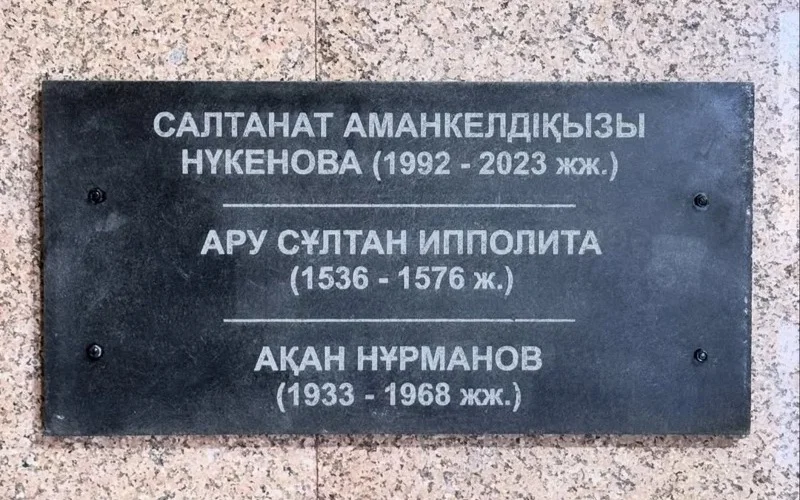 САЛТАНАТ АМАНКЕЛДІҚЫЗЫ
НҮКЕНОВА (1992 - 2023 жж.)
АРУ СҰЛТАН ИППОЛИТА
(1536 - 1576 ж.)
АҚАН НҰРМАНОВ
(1933 - 1968 жж.)